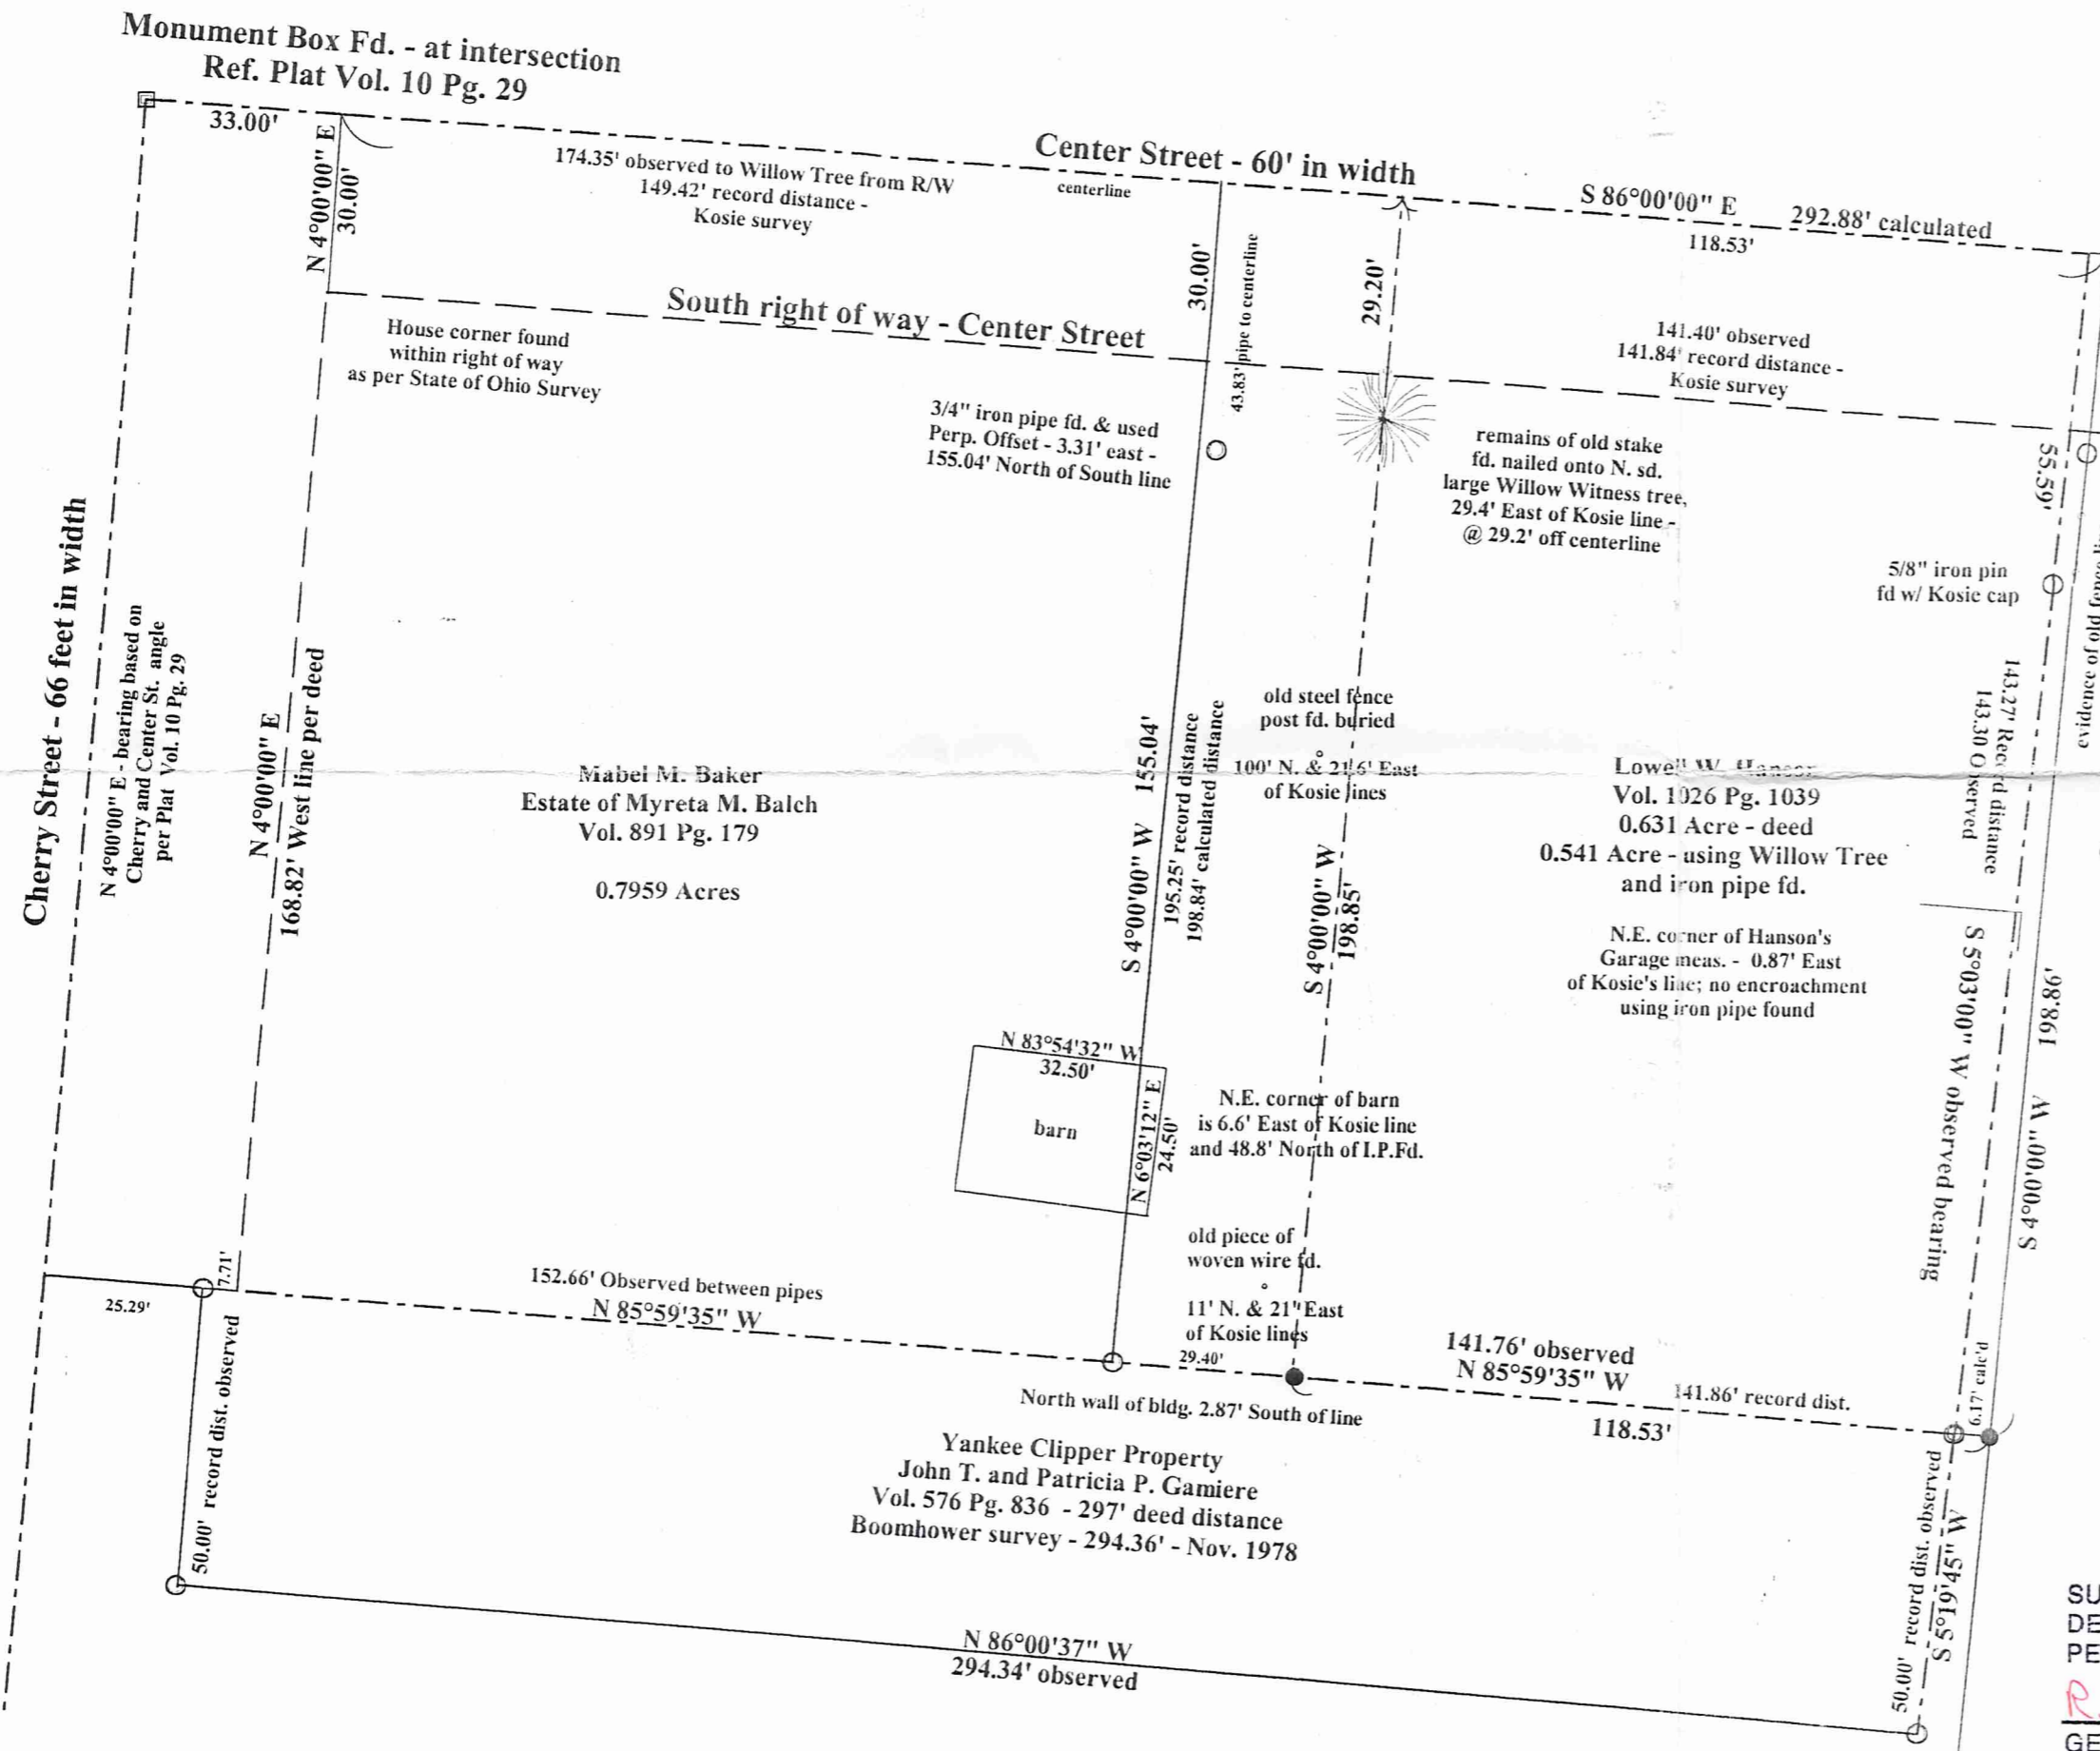 Monument Box Fd. - at intersection
Ref. Plat Vol. 10 Pg. 29
33.00'
N 4°00'00" E
30.00'
174.35' observed to Willow Tree from R/W
149.42' record distance -
Kosie survey
Center Street - 60' in width
centerline
S 86°00'00" E
292.88' calculated
118.53'
30.00'
43.83' pipe to centerline
29.20'
South right of way - Center Street
House corner found
within right of way
as per State of Ohio Survey
141.40' observed
141.84' record distance -
Kosie survey
3/4" iron pipe fd. & used
Perp. Offset - 3.31' east -
155.04' North of South line
remains of old stake
fd. nailed onto N. sd.
large Willow Witness tree,
29.4' East of Kosie line -
@ 29.2' off centerline
55.59'
5/8" iron pin
fd w/ Kosie cap
evidence of old
Cherry Street - 66 feet in width
N 4°00'00" E - bearing based on
Cherry and Center St. angle
per Plat Vol. 10 Pg. 29
N 4°00'00" E
168.82' West line per deed
Mabel M. Baker
Estate of Myreta M. Balch
Vol. 891 Pg. 179
0.7959 Acres
S 4°00'00" W 155.04'
195.25' record distance
198.84' calculated distance
old steel fence
post fd. buried
100' N. & 21.6' East
of Kosie lines
S 4°00'00" W
198.85'
Lowell W.
Vol. 1026 Pg. 1039
0.631 Acre - deed
0.541 Acre - using Willow Tree
and iron pipe fd.
N.E. corner of Hanson's
Garage meas. - 0.87' East
of Kosie's line; no encroachment
using iron pipe found
143.27' Record distance
143.30 Observed
S 5°03'00" W observed bearing
198.86'
S 4°00'00" W
N 83°54'32" W
32.50'
barn
N 6°03'12" E
24.50'
N.E. corner of barn
is 6.6' East of Kosie line
and 48.8' North of I.P.Fd.
old piece of
woven wire fd.
11' N. & 21' East
of Kosie lines
25.29'
7.71'
152.66' Observed between pipes
N 85°59'35" W
29.40'
141.76' observed
N 85°59'35" W
141.86' record dist.
118.53'
6.17' calc'd
North wall of bldg. 2.87' South of line
50.00' record dist. observed
Yankee Clipper Property
John T. and Patricia P. Gamiere
Vol. 576 Pg. 836 - 297' deed distance
Boomhower survey - 294.36' - Nov. 1978
50.00' record dist. observed
S 5°19'45" W
N 86°00'37" W
294.34' observed
SU
DE
PE
GE